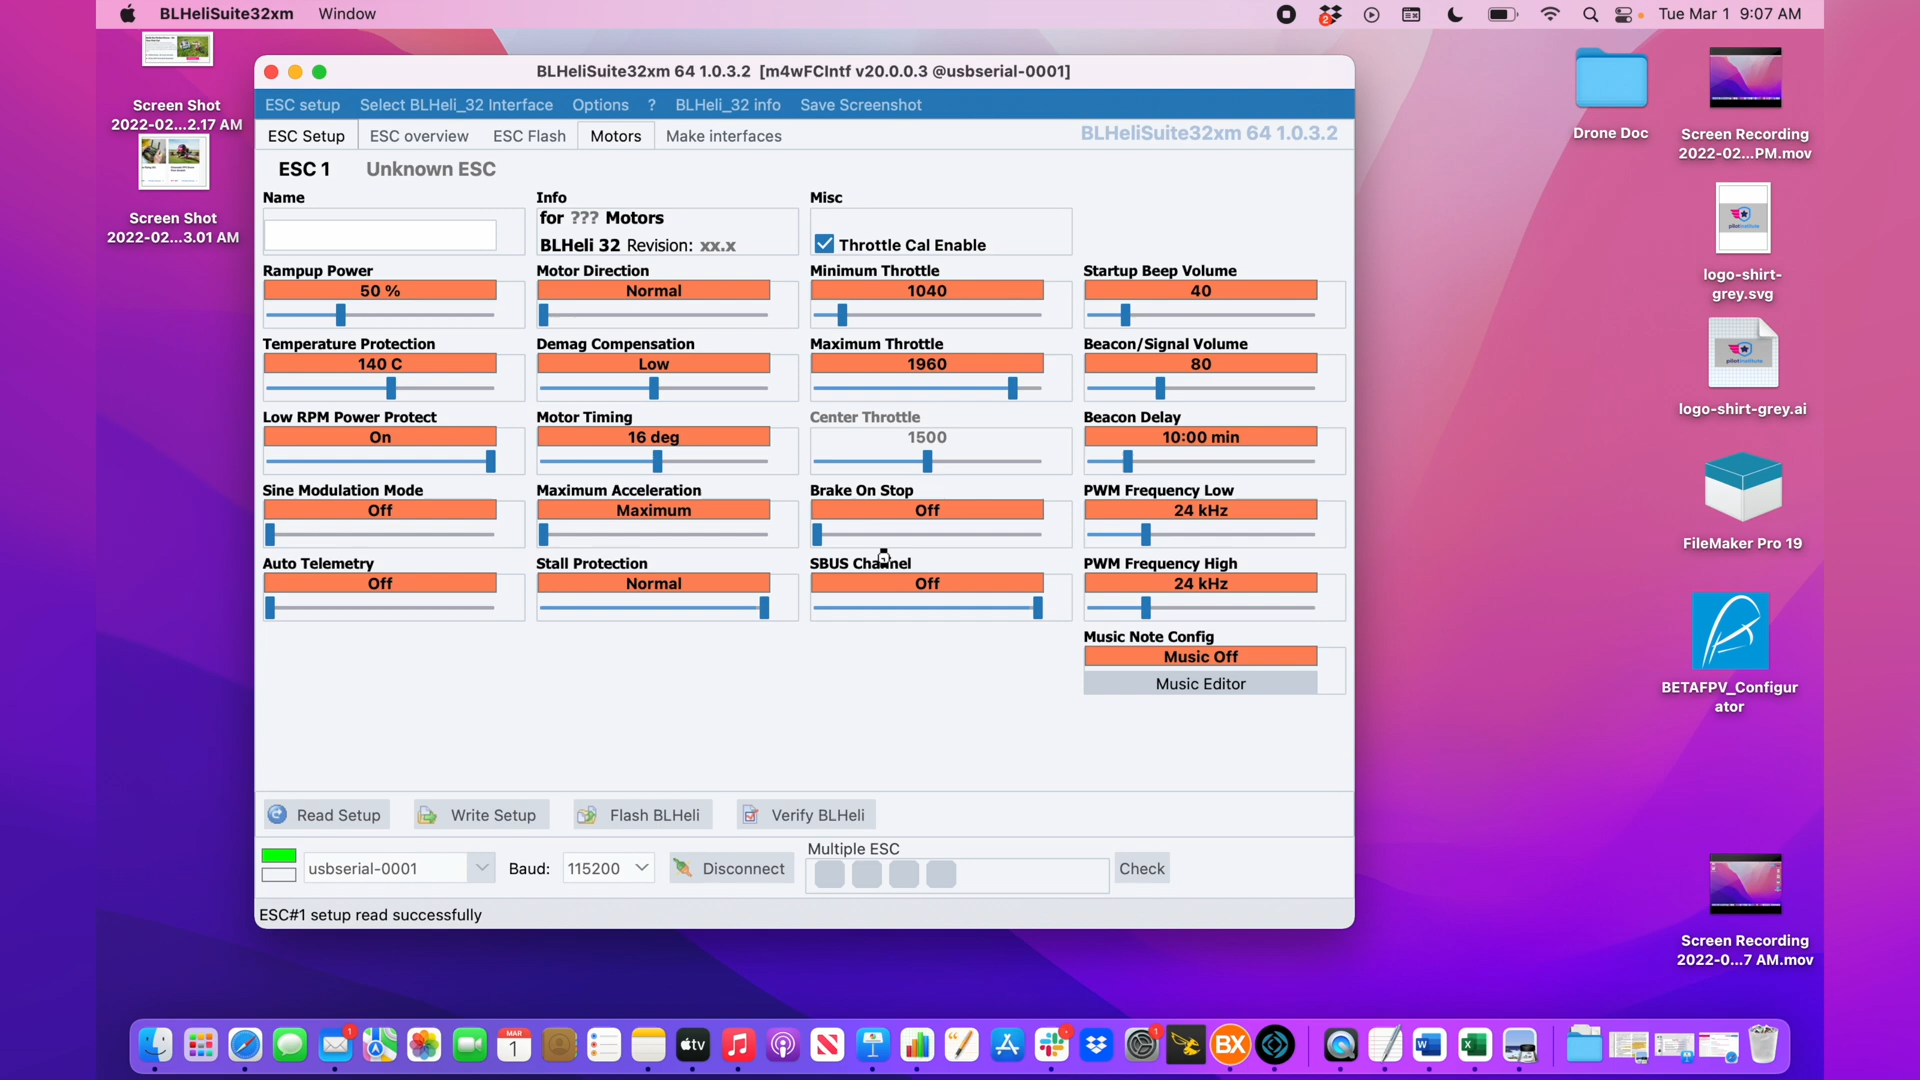 BLHeliSuite32xm Window
2
Tue Mar 1 9:07 AM
Screen Shot
2022-02...2.17 AM
Screen Shot
2022-02...3.01 AM
BLHeliSuite32xm 64 1.0.3.2 [m4wFCIntf v20.0.0.3 @usbserial-0001]
ESC setup Select BLHeli_32 Interface Options ? BLHeli_32 info Save Screenshot
ESC Setup ESC overview ESC Flash Motors Make interfaces
BLHeliSuite32xm 64 1.0.3.2
ESC 1 Unknown ESC
Name Info Misc
for ??? Motors
BLHeli 32 Revision: xx.x
Throttle Cal Enable
Rampup Power Motor Direction Minimum Throttle Startup Beep Volume
50 % Normal 1040 40
Temperature Protection Demag Compensation Maximum Throttle Beacon/Signal Volume
140 C Low 1960 80
Low RPM Power Protect Motor Timing Center Throttle Beacon Delay
On 16 deg 1500 10:00 min
Sine Modulation Mode Maximum Acceleration Brake On Stop PWM Frequency Low
Off Maximum Off 24 kHz
Auto Telemetry Stall Protection SBUS Channel PWM Frequency High
Off Normal Off 24 kHz
Music Note Config
Music Off
Music Editor
Read Setup Write Setup Flash BLHeli Verify BLHeli
Multiple ESC
usbserial-0001 Baud: 115200 Disconnect Check
ESC#1 setup read successfully
Drone Doc
Screen Recording
2022-02...PM.mov
pilotinstitute
logo-shirt-
grey.svg
pilotinstitute
logo-shirt-grey.ai
FileMaker Pro 19
BETAFPV_Configur
ator
Screen Recording
2022-0...7 AM.mov
1
MAR
1
tv
1
BX
W
X